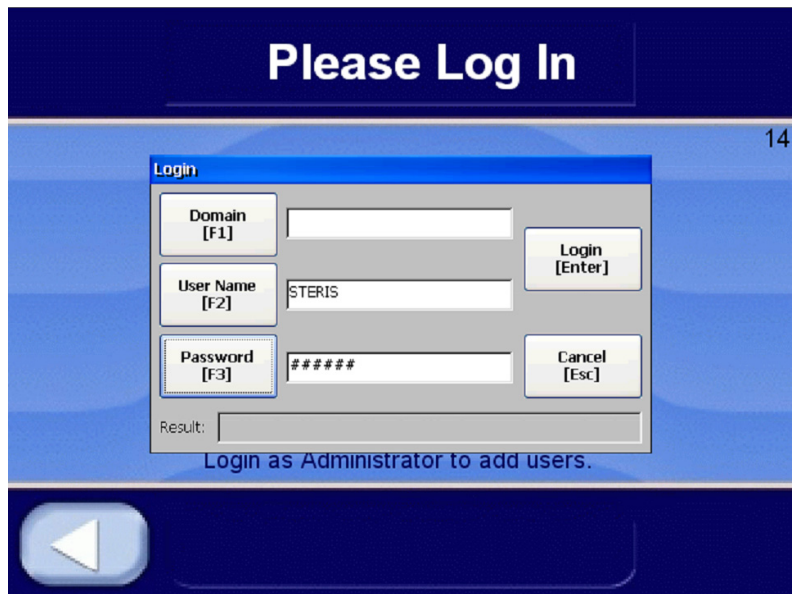 Please Log In
14
Login
Domain
[F1]
Login
[Enter]
User Name
[F2]
STERIS
Password
[F3]
######
Cancel
[Esc]
Result:
Login as Administrator to add users.